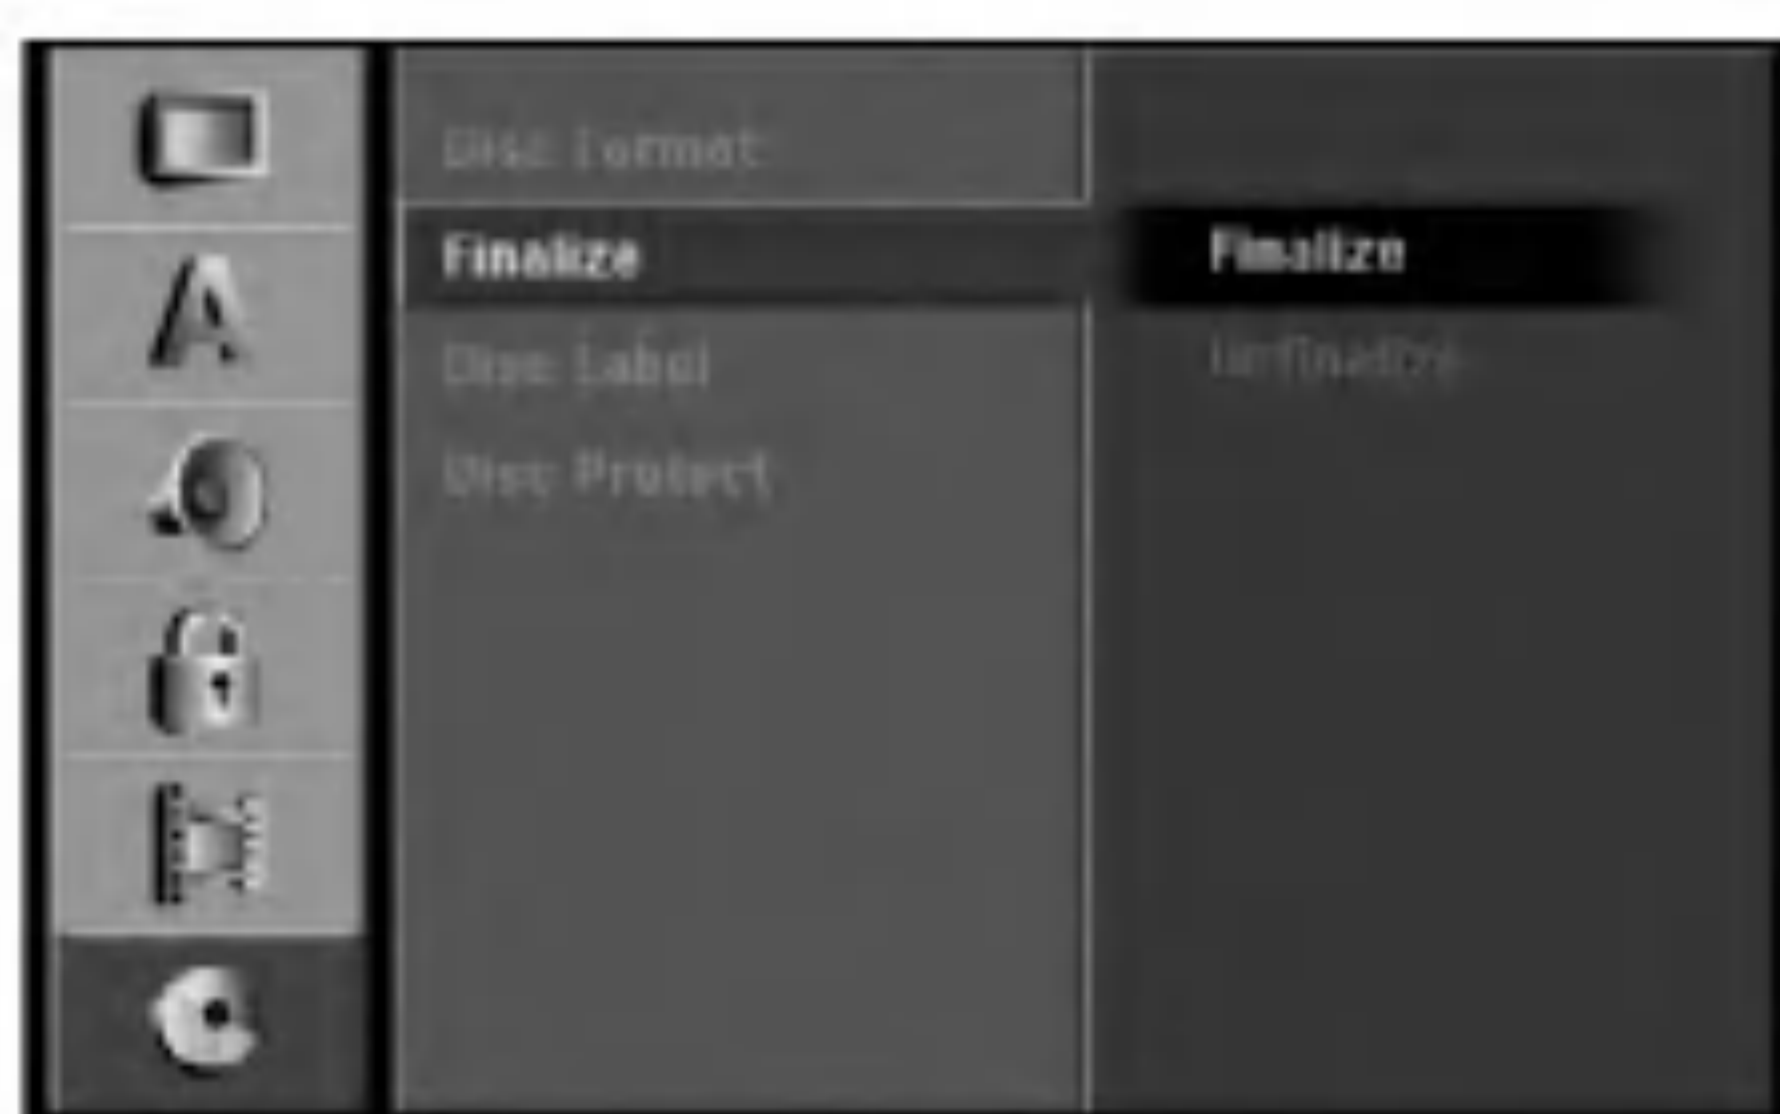 Disc Format
Finalize
Disc Label
Disc Protect
Finalize
Unfinalize